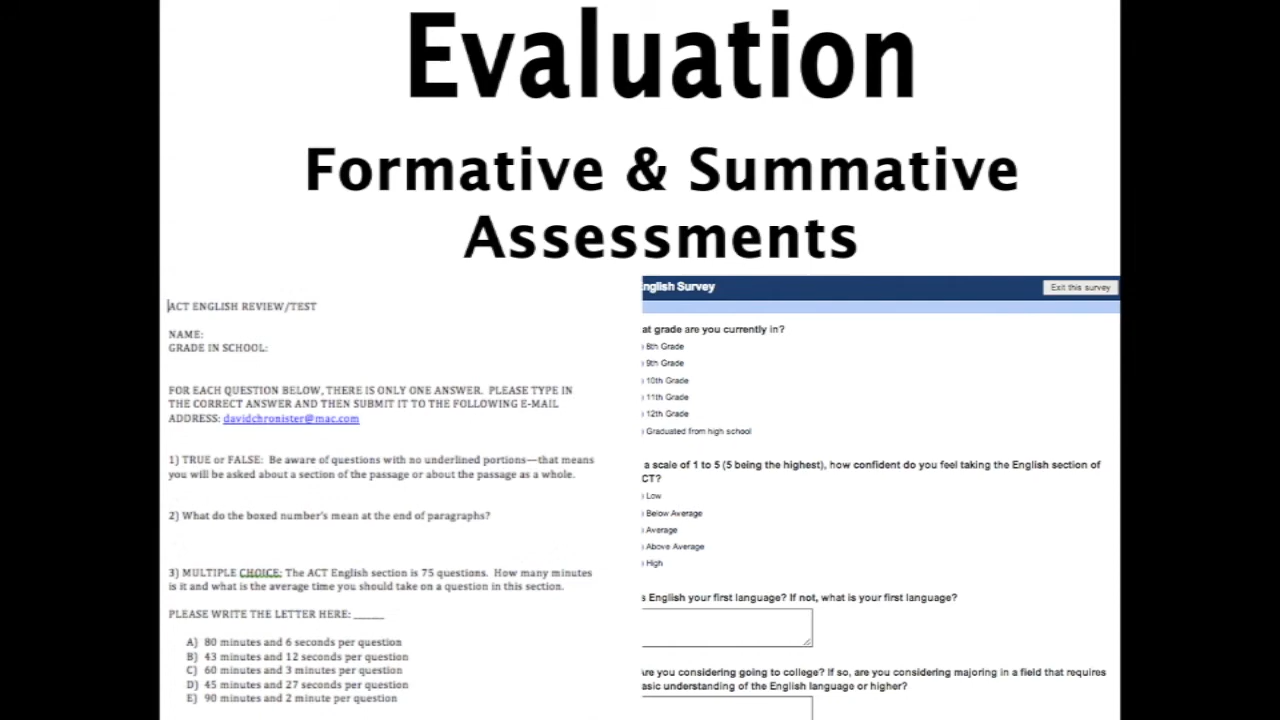 Evaluation
Formative & Summative
Assessments
ACT ENGLISH REVIEW/TEST
NAME:
GRADE IN SCHOOL:
FOR EACH QUESTION BELOW, THERE IS ONLY ONE ANSWER. PLEASE TYPE IN
THE CORRECT ANSWER AND THEN SUBMIT IT TO THE FOLLOWING E-MAIL
ADDRESS: davidchronister@mac.com
1) TRUE or FALSE: Be aware of questions with no underlined portions—that means
you will be asked about a section of the passage or about the passage as a whole.
2) What do the boxed number's mean at the end of paragraphs?
3) MULTIPLE CHOICE: The ACT English section is 75 questions. How many minutes
is it and what is the average time you should take on a question in this section.
PLEASE WRITE THE LETTER HERE: _____
A) 80 minutes and 6 seconds per question
B) 43 minutes and 12 seconds per question
C) 60 minutes and 3 minutes per question
D) 45 minutes and 27 seconds per question
E) 90 minutes and 2 minute per question
nglish Survey
Exit this survey
at grade are you currently in?
8th Grade
9th Grade
10th Grade
11th Grade
12th Grade
Graduated from high school
a scale of 1 to 5 (5 being the highest), how confident do you feel taking the English section of
CT?
Low
Below Average
Average
Above Average
High
s English your first language? If not, what is your first language?
Are you considering going to college? If so, are you considering majoring in a field that requires
asic understanding of the English language or higher?